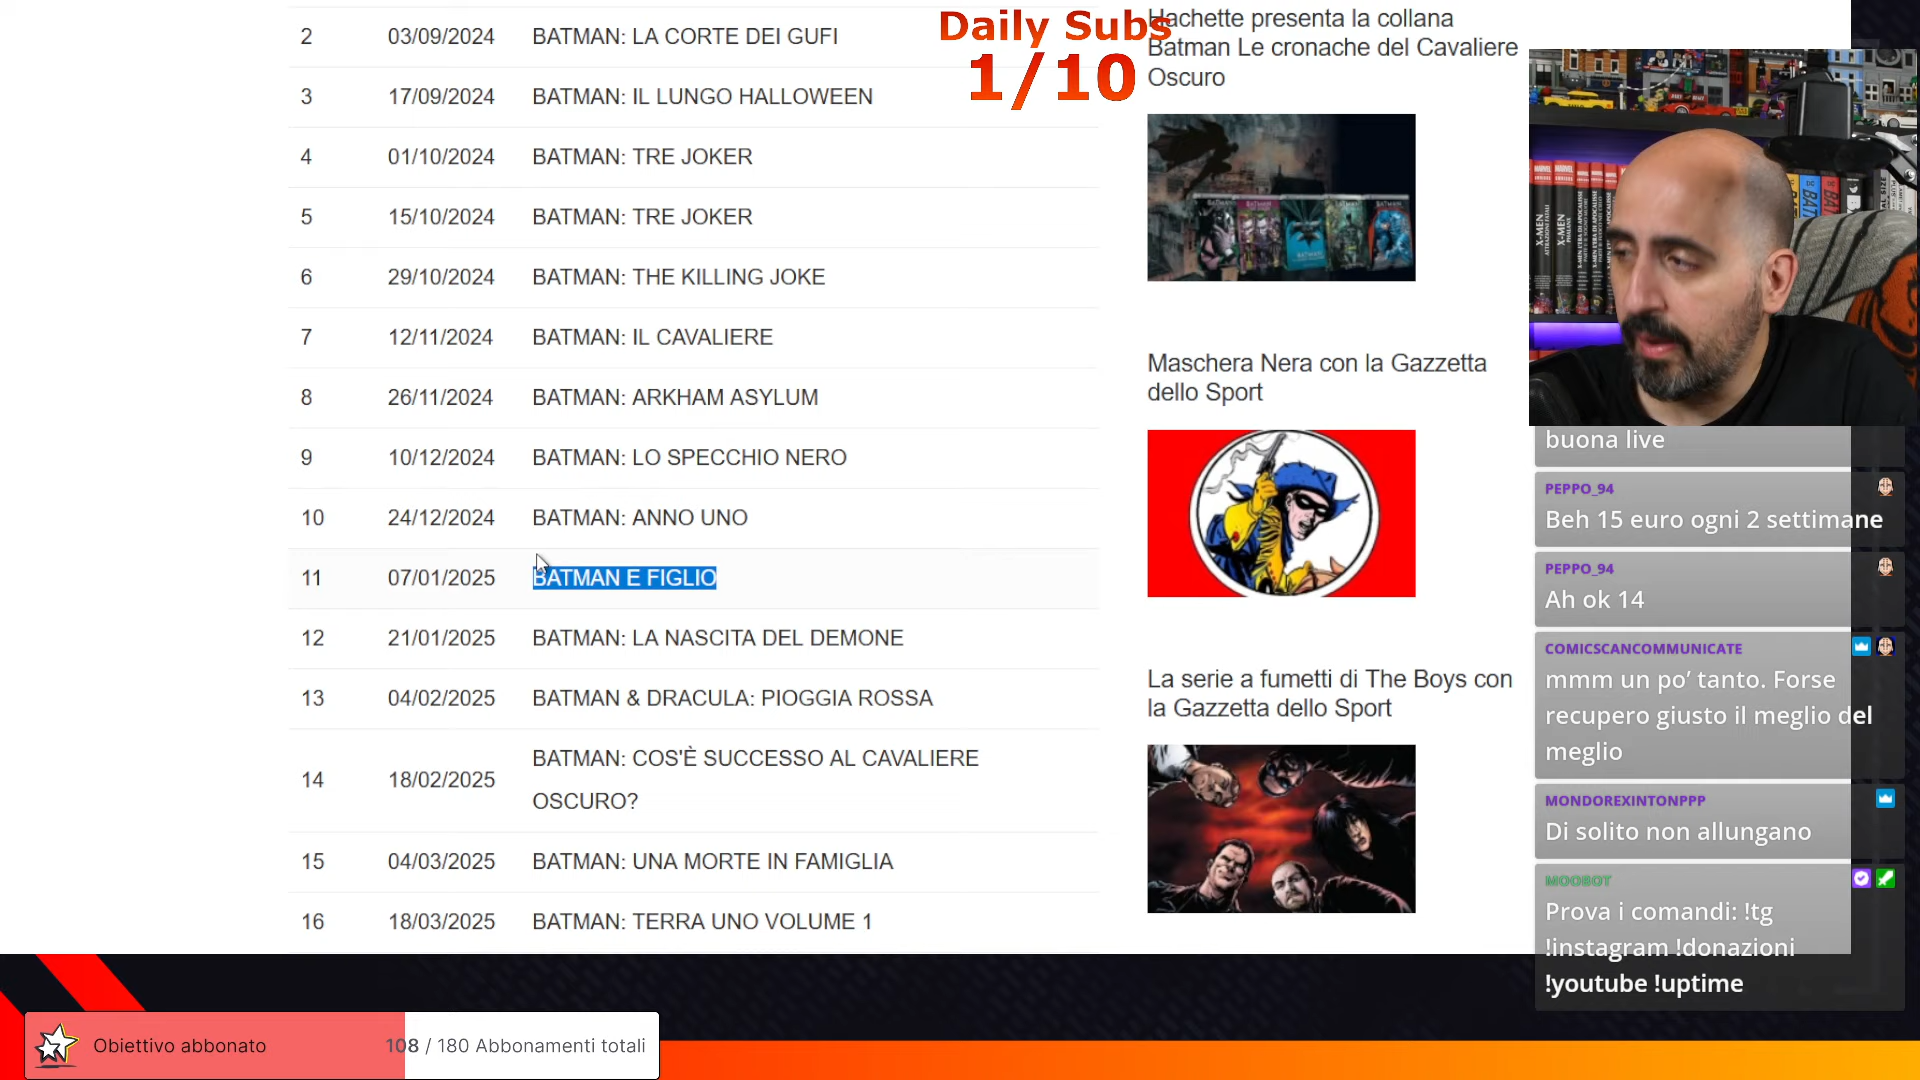 2 03/09/2024 BATMAN: LA CORTE DEI GUFI
3 17/09/2024 BATMAN: IL LUNGO HALLOWEEN
4 01/10/2024 BATMAN: TRE JOKER
5 15/10/2024 BATMAN: TRE JOKER
6 29/10/2024 BATMAN: THE KILLING JOKE
7 12/11/2024 BATMAN: IL CAVALIERE
8 26/11/2024 BATMAN: ARKHAM ASYLUM
9 10/12/2024 BATMAN: LO SPECCHIO NERO
10 24/12/2024 BATMAN: ANNO UNO
11 07/01/2025 BATMAN E FIGLIO
12 21/01/2025 BATMAN: LA NASCITA DEL DEMONE
13 04/02/2025 BATMAN & DRACULA: PIOGGIA ROSSA
14 18/02/2025 BATMAN: COS'È SUCCESSO AL CAVALIERE
OSCURO?
15 04/03/2025 BATMAN: UNA MORTE IN FAMIGLIA
16 18/03/2025 BATMAN: TERRA UNO VOLUME 1
Daily Subs
1/10
Hachette presenta la collana
Batman Le cronache del Cavaliere
Oscuro
Maschera Nera con la Gazzetta
dello Sport
La serie a fumetti di The Boys con
la Gazzetta dello Sport
X-MEN
X-MEN
buona live
PEPPO_94
Beh 15 euro ogni 2 settimane
PEPPO_94
Ah ok 14
COMICSCANCOMMUNICATE
mmm un po’ tanto. Forse
recupero giusto il meglio del
meglio
MONDOREXINTONPPP
Di solito non allungano
MOOBOT
Prova i comandi: !tg
!instagram !donazioni
!youtube !uptime
Obiettivo abbonato 108 / 180 Abbonamenti totali